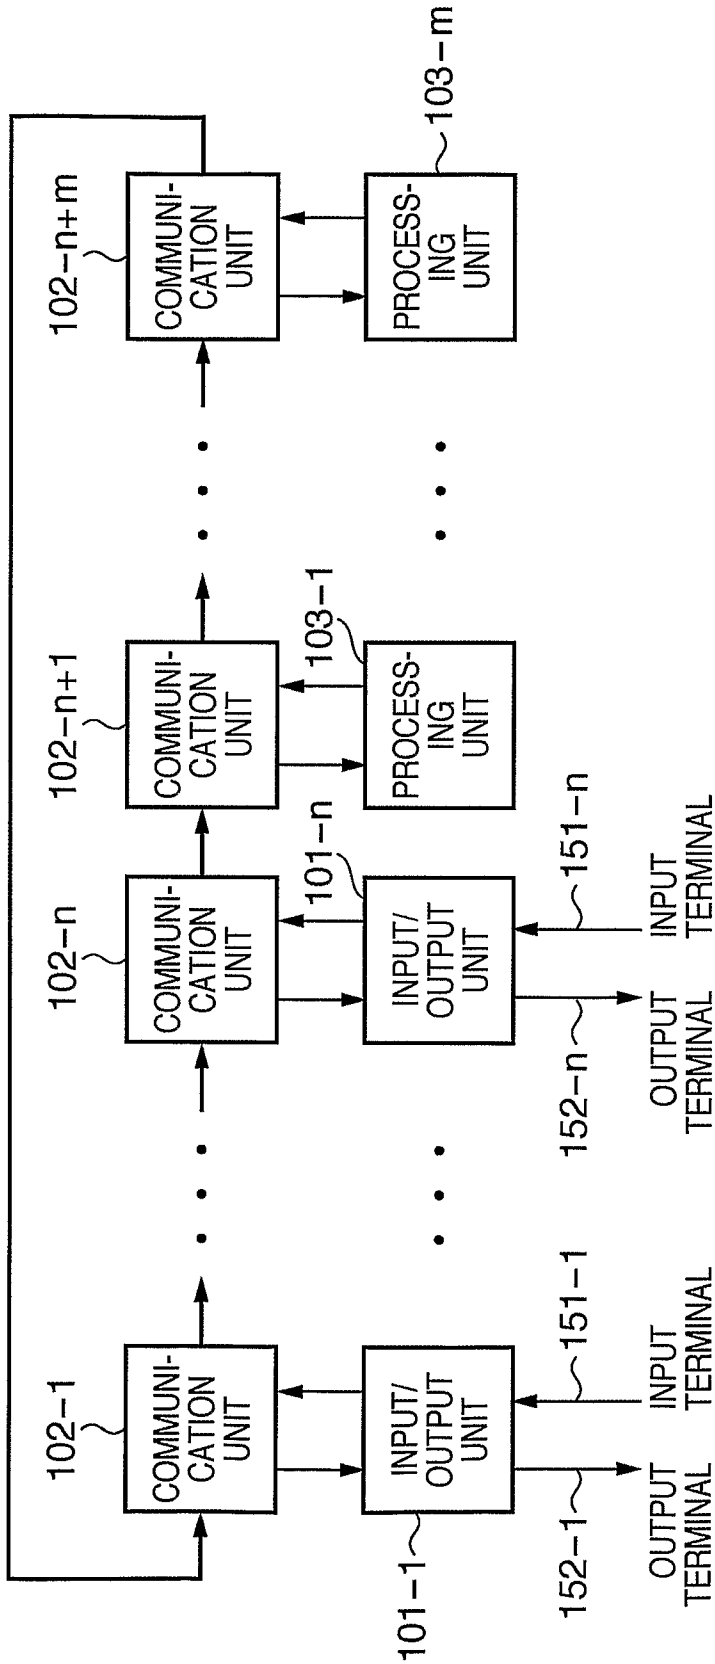 102-1
COMMUNI-
CATION
UNIT
102-n
COMMUNI-
CATION
UNIT
102-n+1
COMMUNI-
CATION
UNIT
102-n+m
COMMUNI-
CATION
UNIT
101-1
INPUT/
OUTPUT
UNIT
101-n
INPUT/
OUTPUT
UNIT
103-1
PROCESS-
ING
UNIT
103-m
PROCESS-
ING
UNIT
152-1
151-1
152-n
151-n
OUTPUT
TERMINAL
INPUT
TERMINAL
OUTPUT
TERMINAL
INPUT
TERMINAL